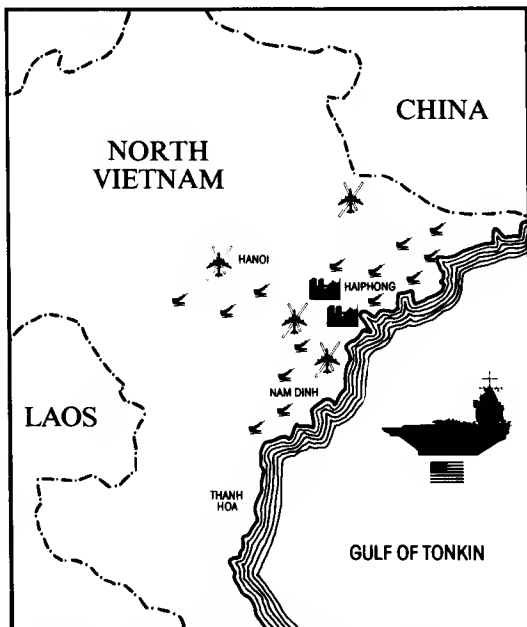 CHINA
NORTH
VIETNAM
HANOI
HAIPHONG
NAM DINH
LAOS
THANH
HOA
GULF OF TONKIN